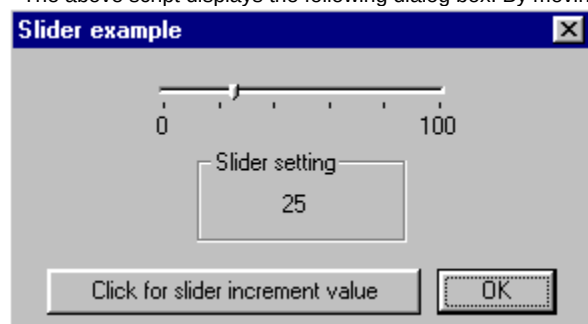 The above script displays the following dialog box. By movin
Slider example
0 100
Slider setting
25
Click for slider increment value OK